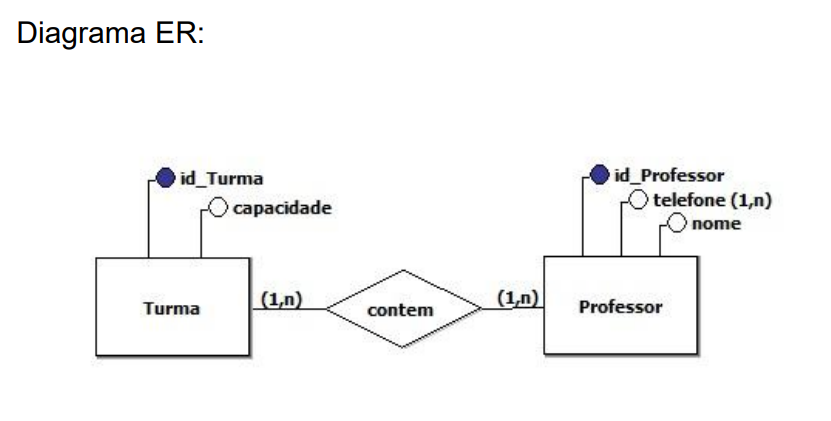 Diagrama ER:
id_Turma
capacidade
id_Professor
telefone (1,n)
nome
Turma
(1,n)
contem
(1,n)
Professor